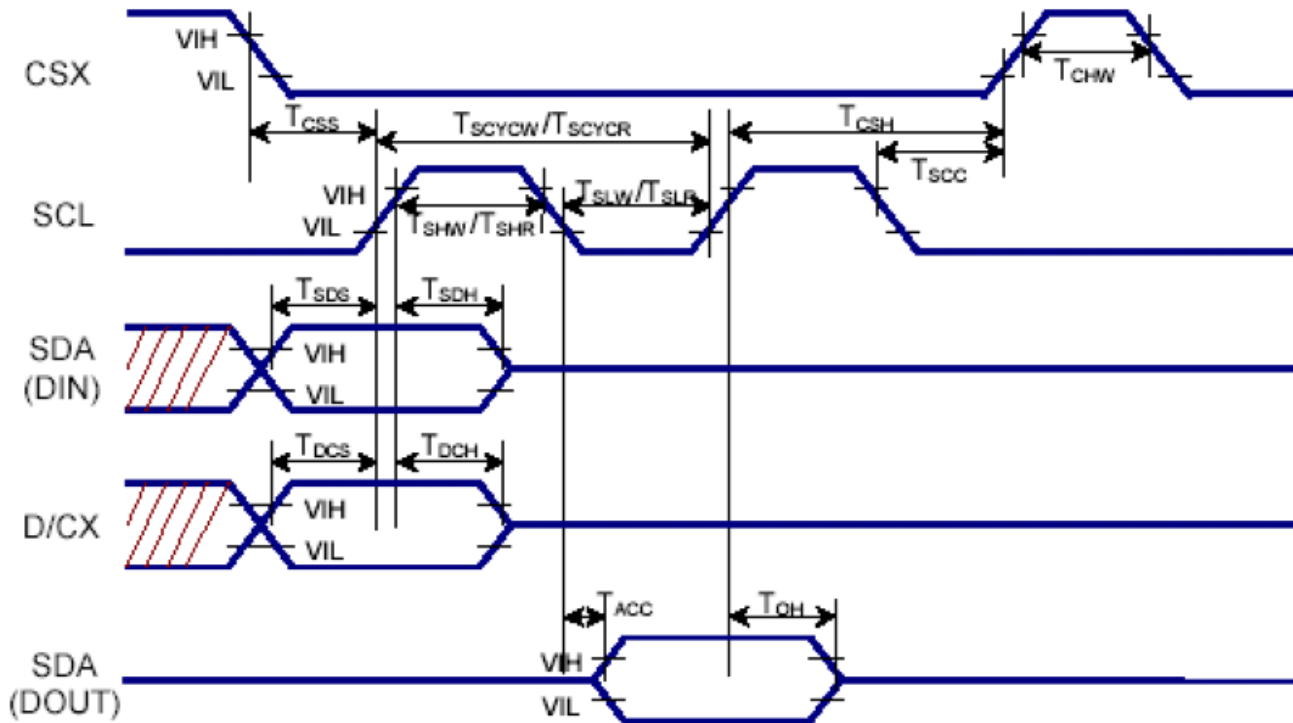 CSX
VIH
VIL
TCSS
TSCYCW/TSCYCR
TCSH
TCHW
TSCC
SCL
VIH
VIL
TSHW/TSHR
TSLW/TSLR
SDA
(DIN)
TSDS
TSDH
VIH
VIL
D/CX
TDCS
TDCH
VIH
VIL
SDA
(DOUT)
TACC
TOH
VIH
VIL